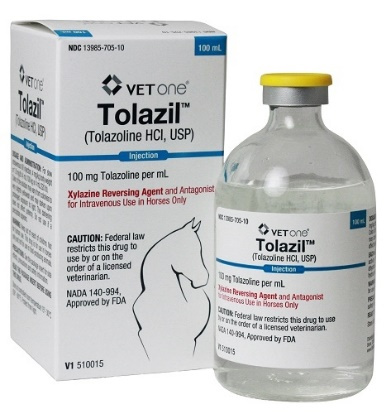 NDC 13985-705-10
100 mL
VETONE®
Tolazil™
(Tolazoline HCl, USP)
Injection
100 mg Tolazoline per mL
Xylazine Reversing Agent and Antagonist
for Intravenous Use in Horses Only
CAUTION: Federal law
restricts this drug to
use by or on the order
of a licensed
veterinarian.
NADA 140-994,
Approved by FDA
V1 510015
NDC 13985-705-10
100 mL
VETONE®
Tolazil™
(Tolazoline HCl, USP)
Injection
100 mg Tolazoline per mL
Xylazine Reversing Agent and Antagonist
for Intravenous Use in Horses Only
CAUTION: Federal law restricts this drug to use
by or on the order of a licensed veterinarian.
NADA 140-994, Approved by FDA
V1 510015